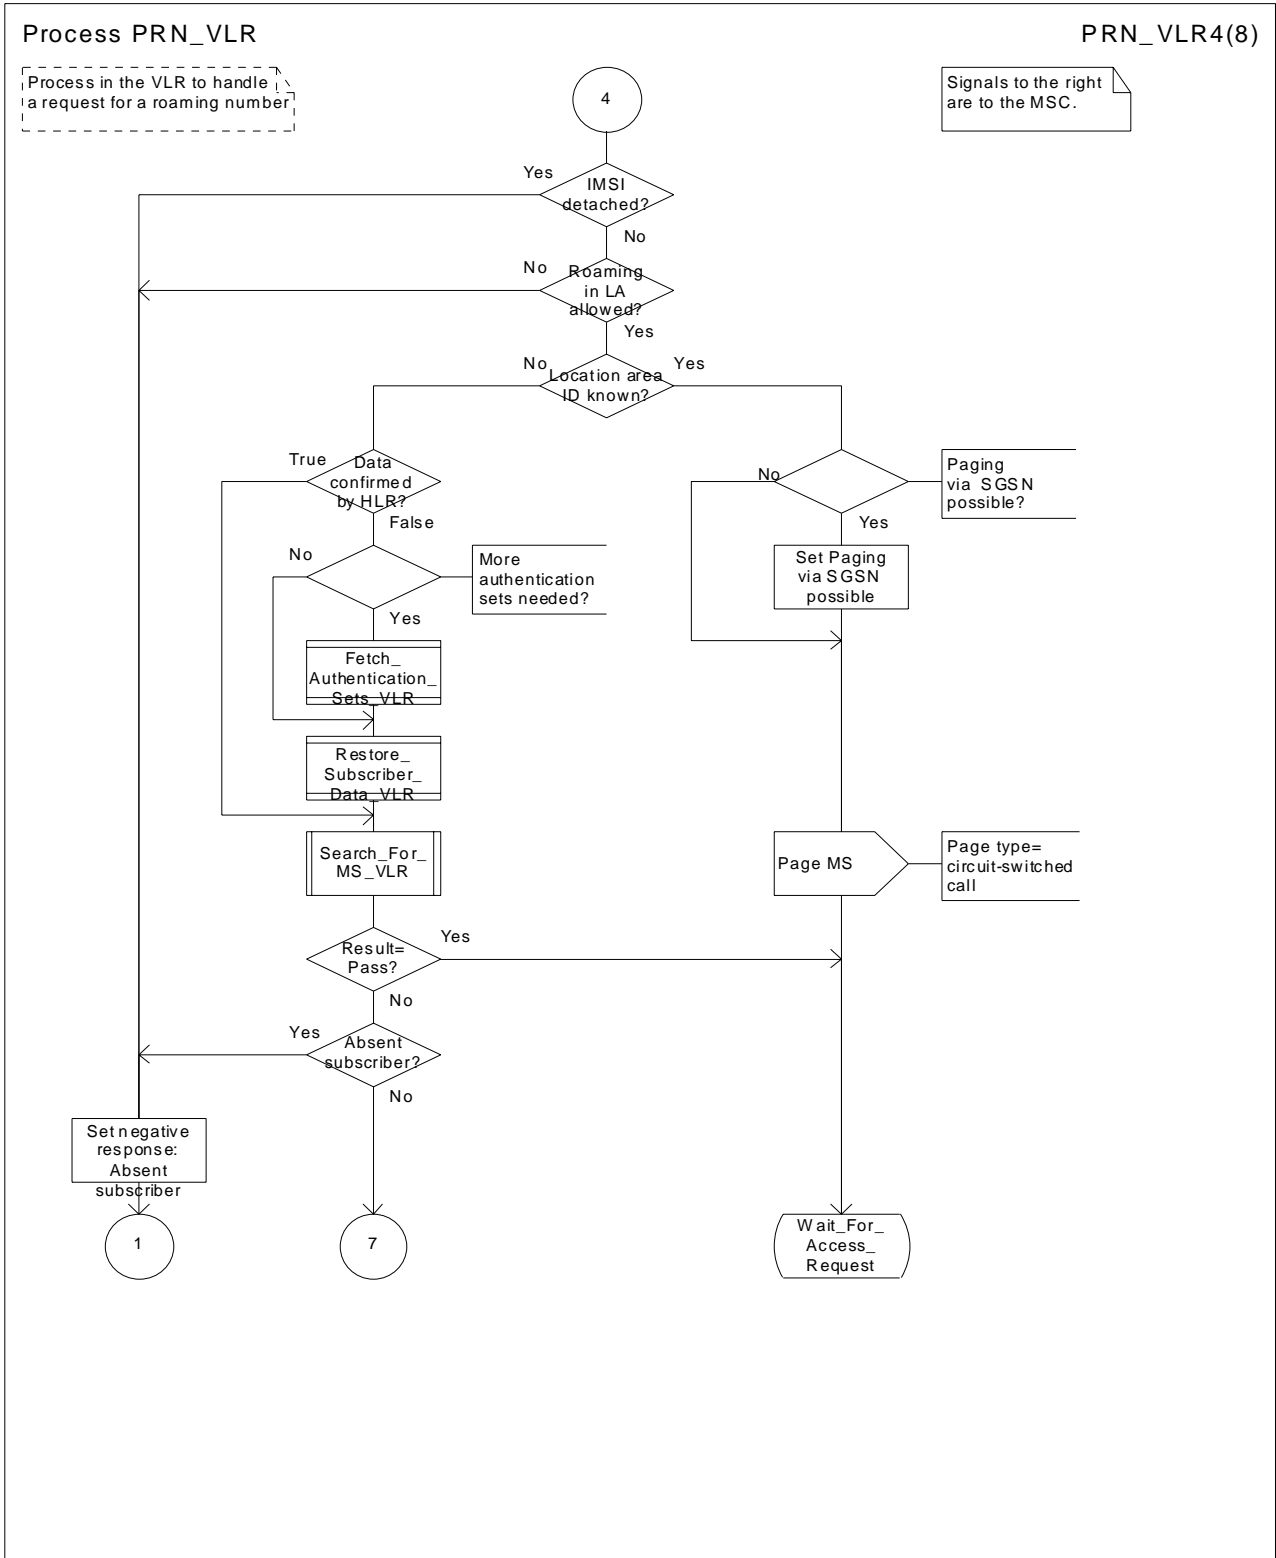 Process PRN_VLR
PRN_VLR4(8)
Process in the VLR to handle
a request for a roaming number
4
Signals to the right
are to the MSC.
Yes
IMSI
detached?
No
No
Roaming
in LA
allowed?
Yes
No
Location area
ID known?
Yes
True
Data
confirmed
by HLR?
False
No
Paging
via SGSN
possible?
Yes
No
More
authentication
sets needed?
Yes
Set Paging
via SGSN
possible
Fetch_
Authentication_
Sets_VLR
Restore_
Subscriber_
Data_VLR
Search_For_
MS_VLR
Page MS
Page type=
circuit-switched
call
Result=
Pass?
Yes
No
Yes
Absent
subscriber?
No
Set negative
response:
Absent
subscriber
1
7
Wait_For_
Access_
Request